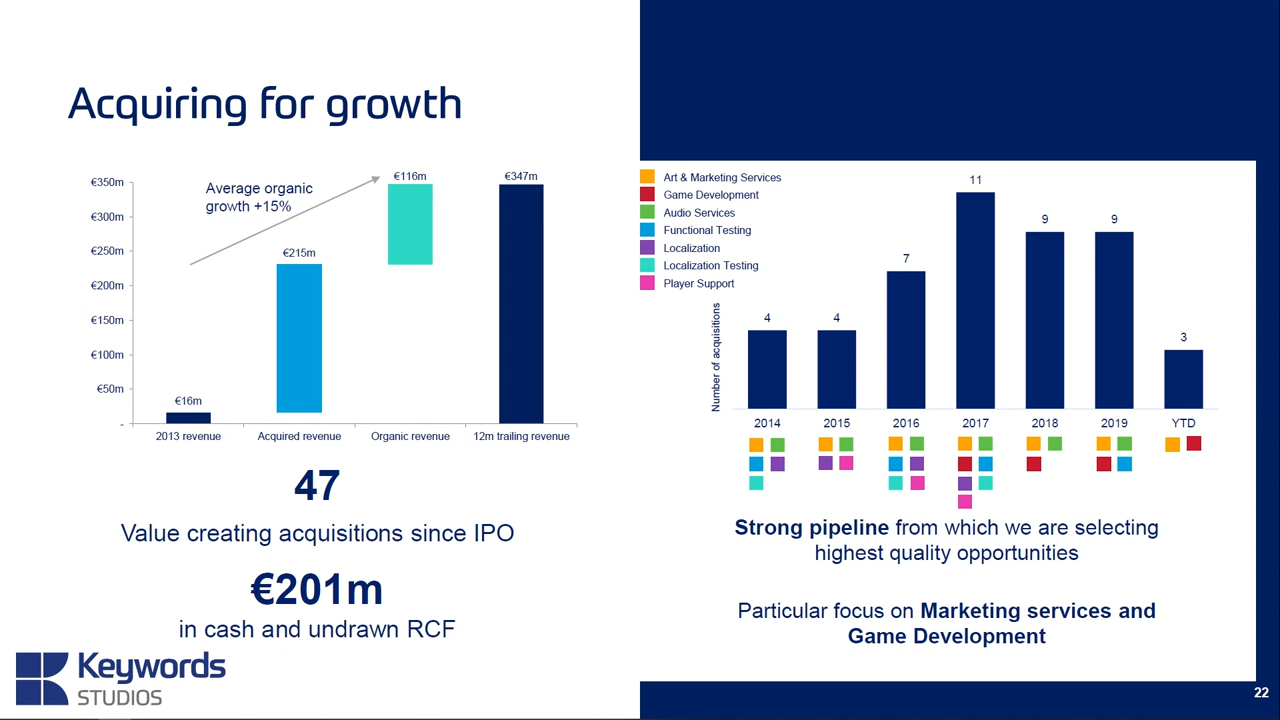 Acquiring for growth
€350m
€300m
€250m
€200m
€150m
€100m
€50m
-
Average organic
growth +15%
€16m
€215m
€116m
€347m
2013 revenue
Acquired revenue
Organic revenue
12m trailing revenue
47
Value creating acquisitions since IPO
€201m
in cash and undrawn RCF
Keywords
STUDIOS
Art & Marketing Services
Game Development
Audio Services
Functional Testing
Localization
Localization Testing
Player Support
Number of acquisitions
4
4
7
11
9
9
3
2014
2015
2016
2017
2018
2019
YTD
Strong pipeline from which we are selecting
highest quality opportunities
Particular focus on Marketing services and
Game Development
22